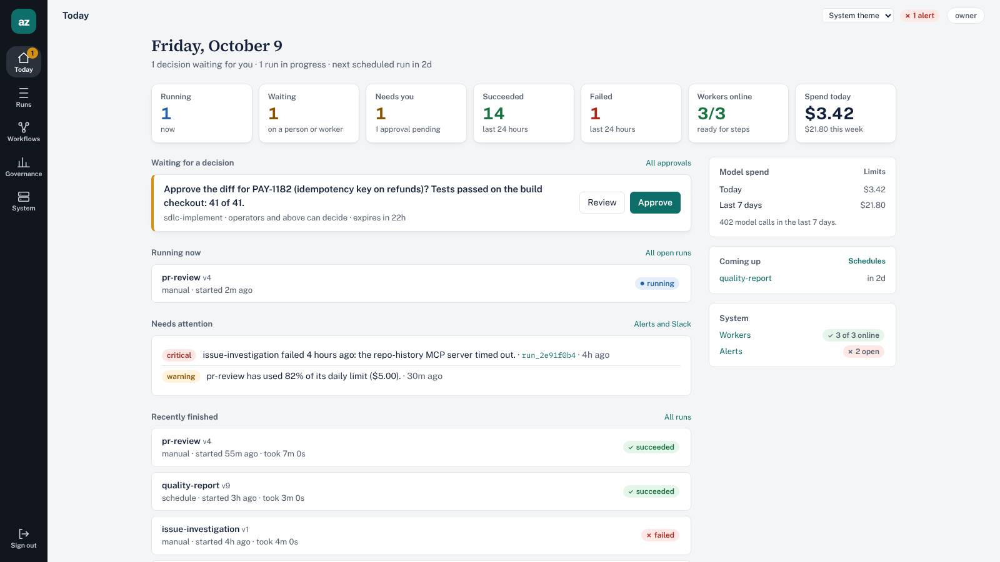 az
1
Today
Runs
Workflows
Governance
System
Sign out
Today
System theme
× 1 alert
owner
Friday, October 9
1 decision waiting for you · 1 run in progress · next scheduled run in 2d
Running
1
now
Waiting
1
on a person or worker
Needs you
1
1 approval pending
Succeeded
14
last 24 hours
Failed
1
last 24 hours
Workers online
3/3
ready for steps
Spend today
$3.42
$21.80 this week
Waiting for a decision
All approvals
Approve the diff for PAY-1182 (idempotency key on refunds)? Tests passed on the build
checkout: 41 of 41.
sdlc-implement · operators and above can decide · expires in 22h
Review
Approve
Running now
All open runs
pr-review v4
manual · started 2m ago
running
Needs attention
Alerts and Slack
critical issue-investigation failed 4 hours ago: the repo-history MCP server timed out. · run_2e91f0b4 · 4h ago
warning pr-review has used 82% of its daily limit ($5.00). · 30m ago
Recently finished
All runs
pr-review v4
manual · started 55m ago · took 7m 0s
✓ succeeded
quality-report v9
schedule · started 3h ago · took 3m 0s
✓ succeeded
issue-investigation v1
manual · started 4h ago · took 4m 0s
× failed
Model spend
Limits
Today $3.42
Last 7 days $21.80
402 model calls in the last 7 days.
Coming up
Schedules
quality-report in 2d
System
Workers ✓ 3 of 3 online
Alerts × 2 open